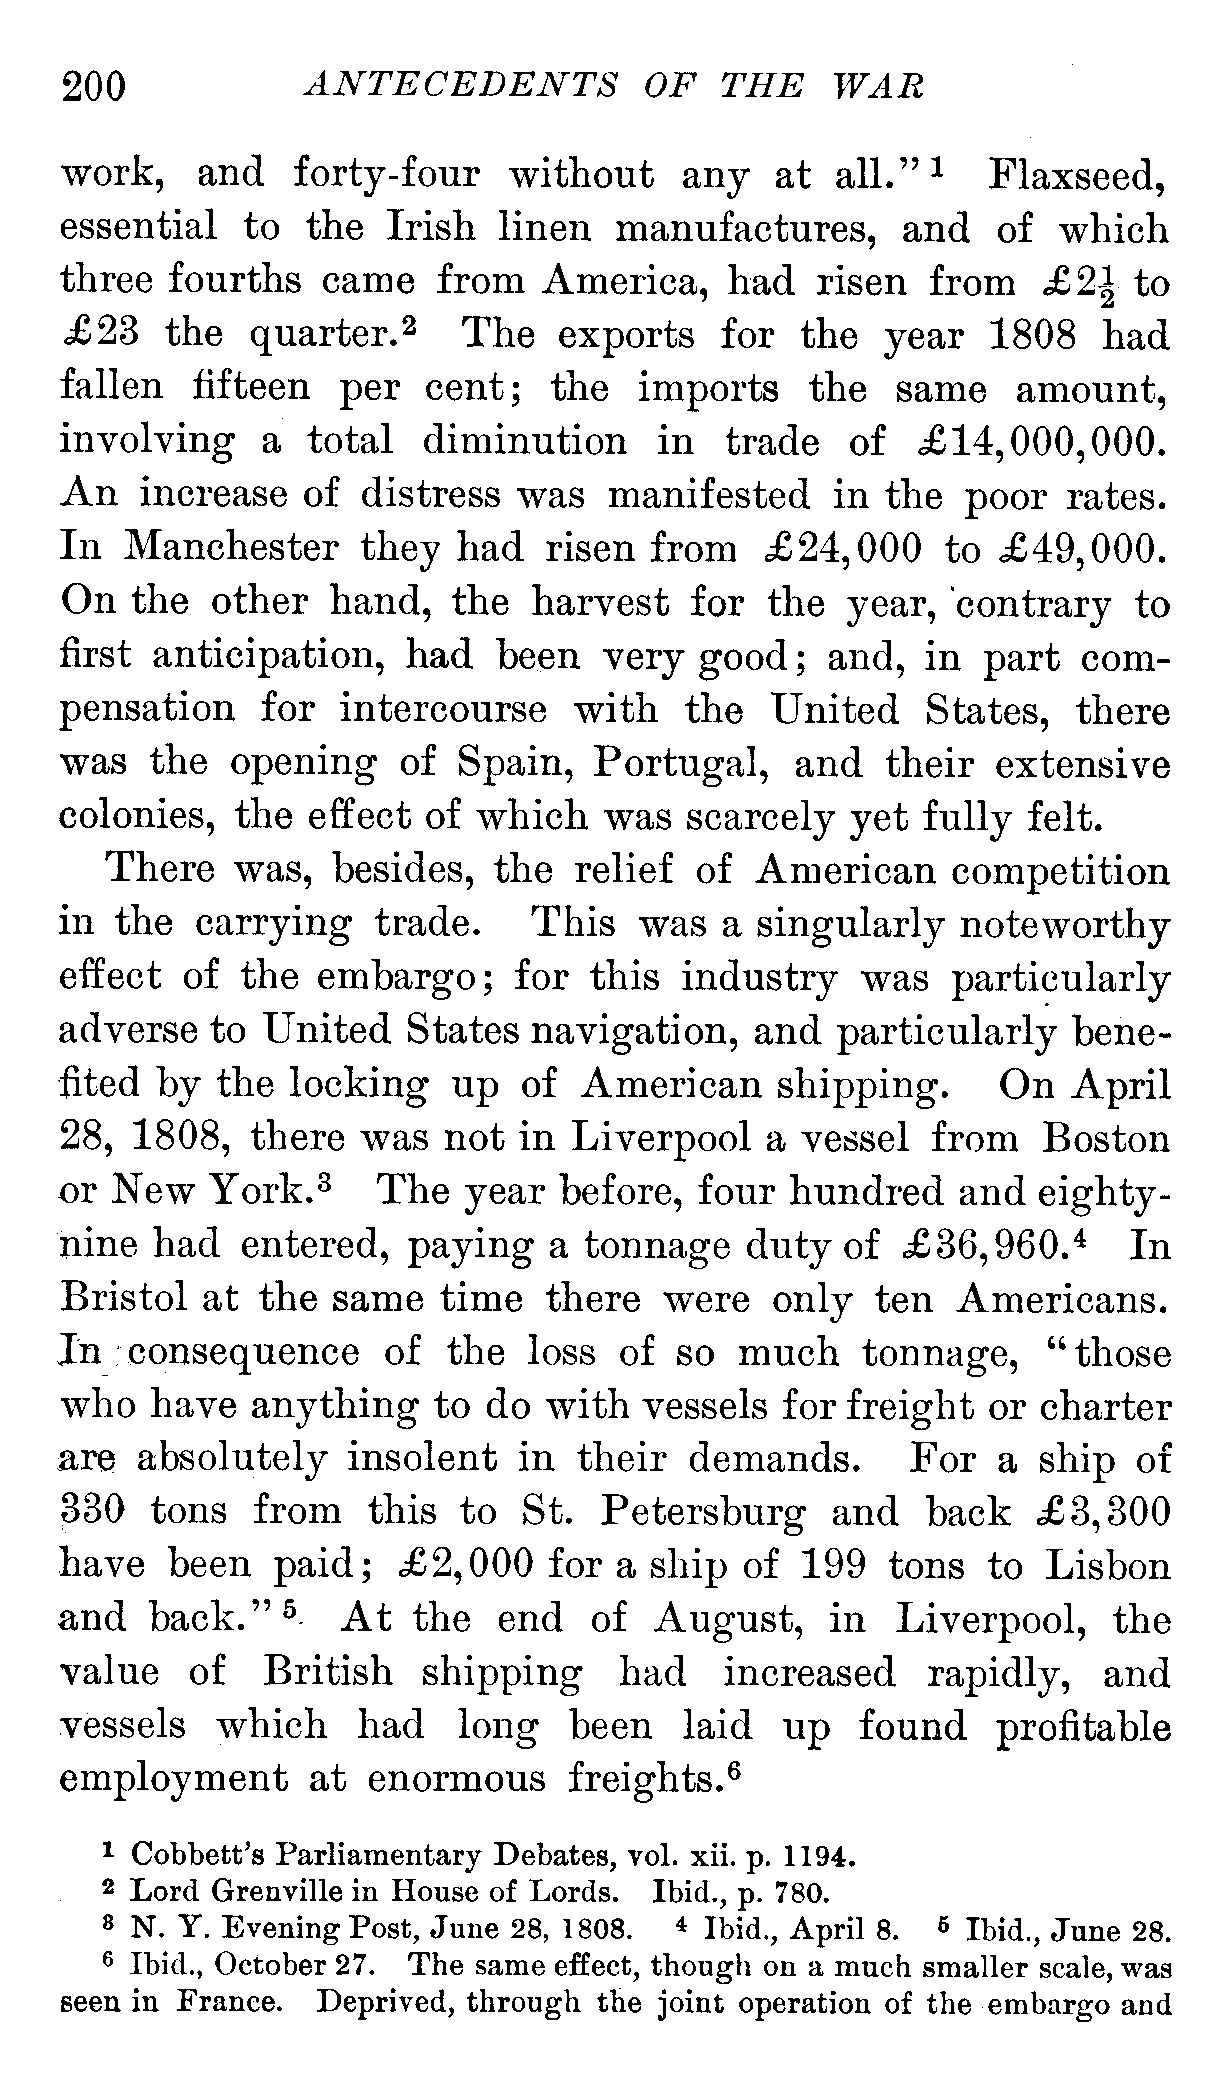 200 ANTECEDENTS OF THE WAR
work, and forty-four without any at all.” ¹ Flaxseed,
essential to the Irish linen manufactures, and of which
three fourths came from America, had risen from £2½ to
£23 the quarter.² The exports for the year 1808 had
fallen fifteen per cent; the imports the same amount,
involving a total diminution in trade of £14,000,000.
An increase of distress was manifested in the poor rates.
In Manchester they had risen from £24,000 to £49,000.
On the other hand, the harvest for the year, contrary to
first anticipation, had been very good; and, in part com-
pensation for intercourse with the United States, there
was the opening of Spain, Portugal, and their extensive
colonies, the effect of which was scarcely yet fully felt.
There was, besides, the relief of American competition
in the carrying trade. This was a singularly noteworthy
effect of the embargo; for this industry was particularly
adverse to United States navigation, and particularly bene-
fited by the locking up of American shipping. On April
28, 1808, there was not in Liverpool a vessel from Boston
or New York.³ The year before, four hundred and eighty-
nine had entered, paying a tonnage duty of £36,960.⁴ In
Bristol at the same time there were only ten Americans.
In consequence of the loss of so much tonnage, “those
who have anything to do with vessels for freight or charter
are absolutely insolent in their demands. For a ship of
330 tons from this to St. Petersburg and back £3,300
have been paid; £2,000 for a ship of 199 tons to Lisbon
and back.” ⁵ At the end of August, in Liverpool, the
value of British shipping had increased rapidly, and
vessels which had long been laid up found profitable
employment at enormous freights.⁶
¹ Cobbett’s Parliamentary Debates, vol. xii. p. 1194.
² Lord Grenville in House of Lords. Ibid., p. 780.
³ N. Y. Evening Post, June 28, 1808. ⁴ Ibid., April 8. ⁵ Ibid., June 28.
⁶ Ibid., October 27. The same effect, though on a much smaller scale, was
seen in France. Deprived, through the joint operation of the embargo and